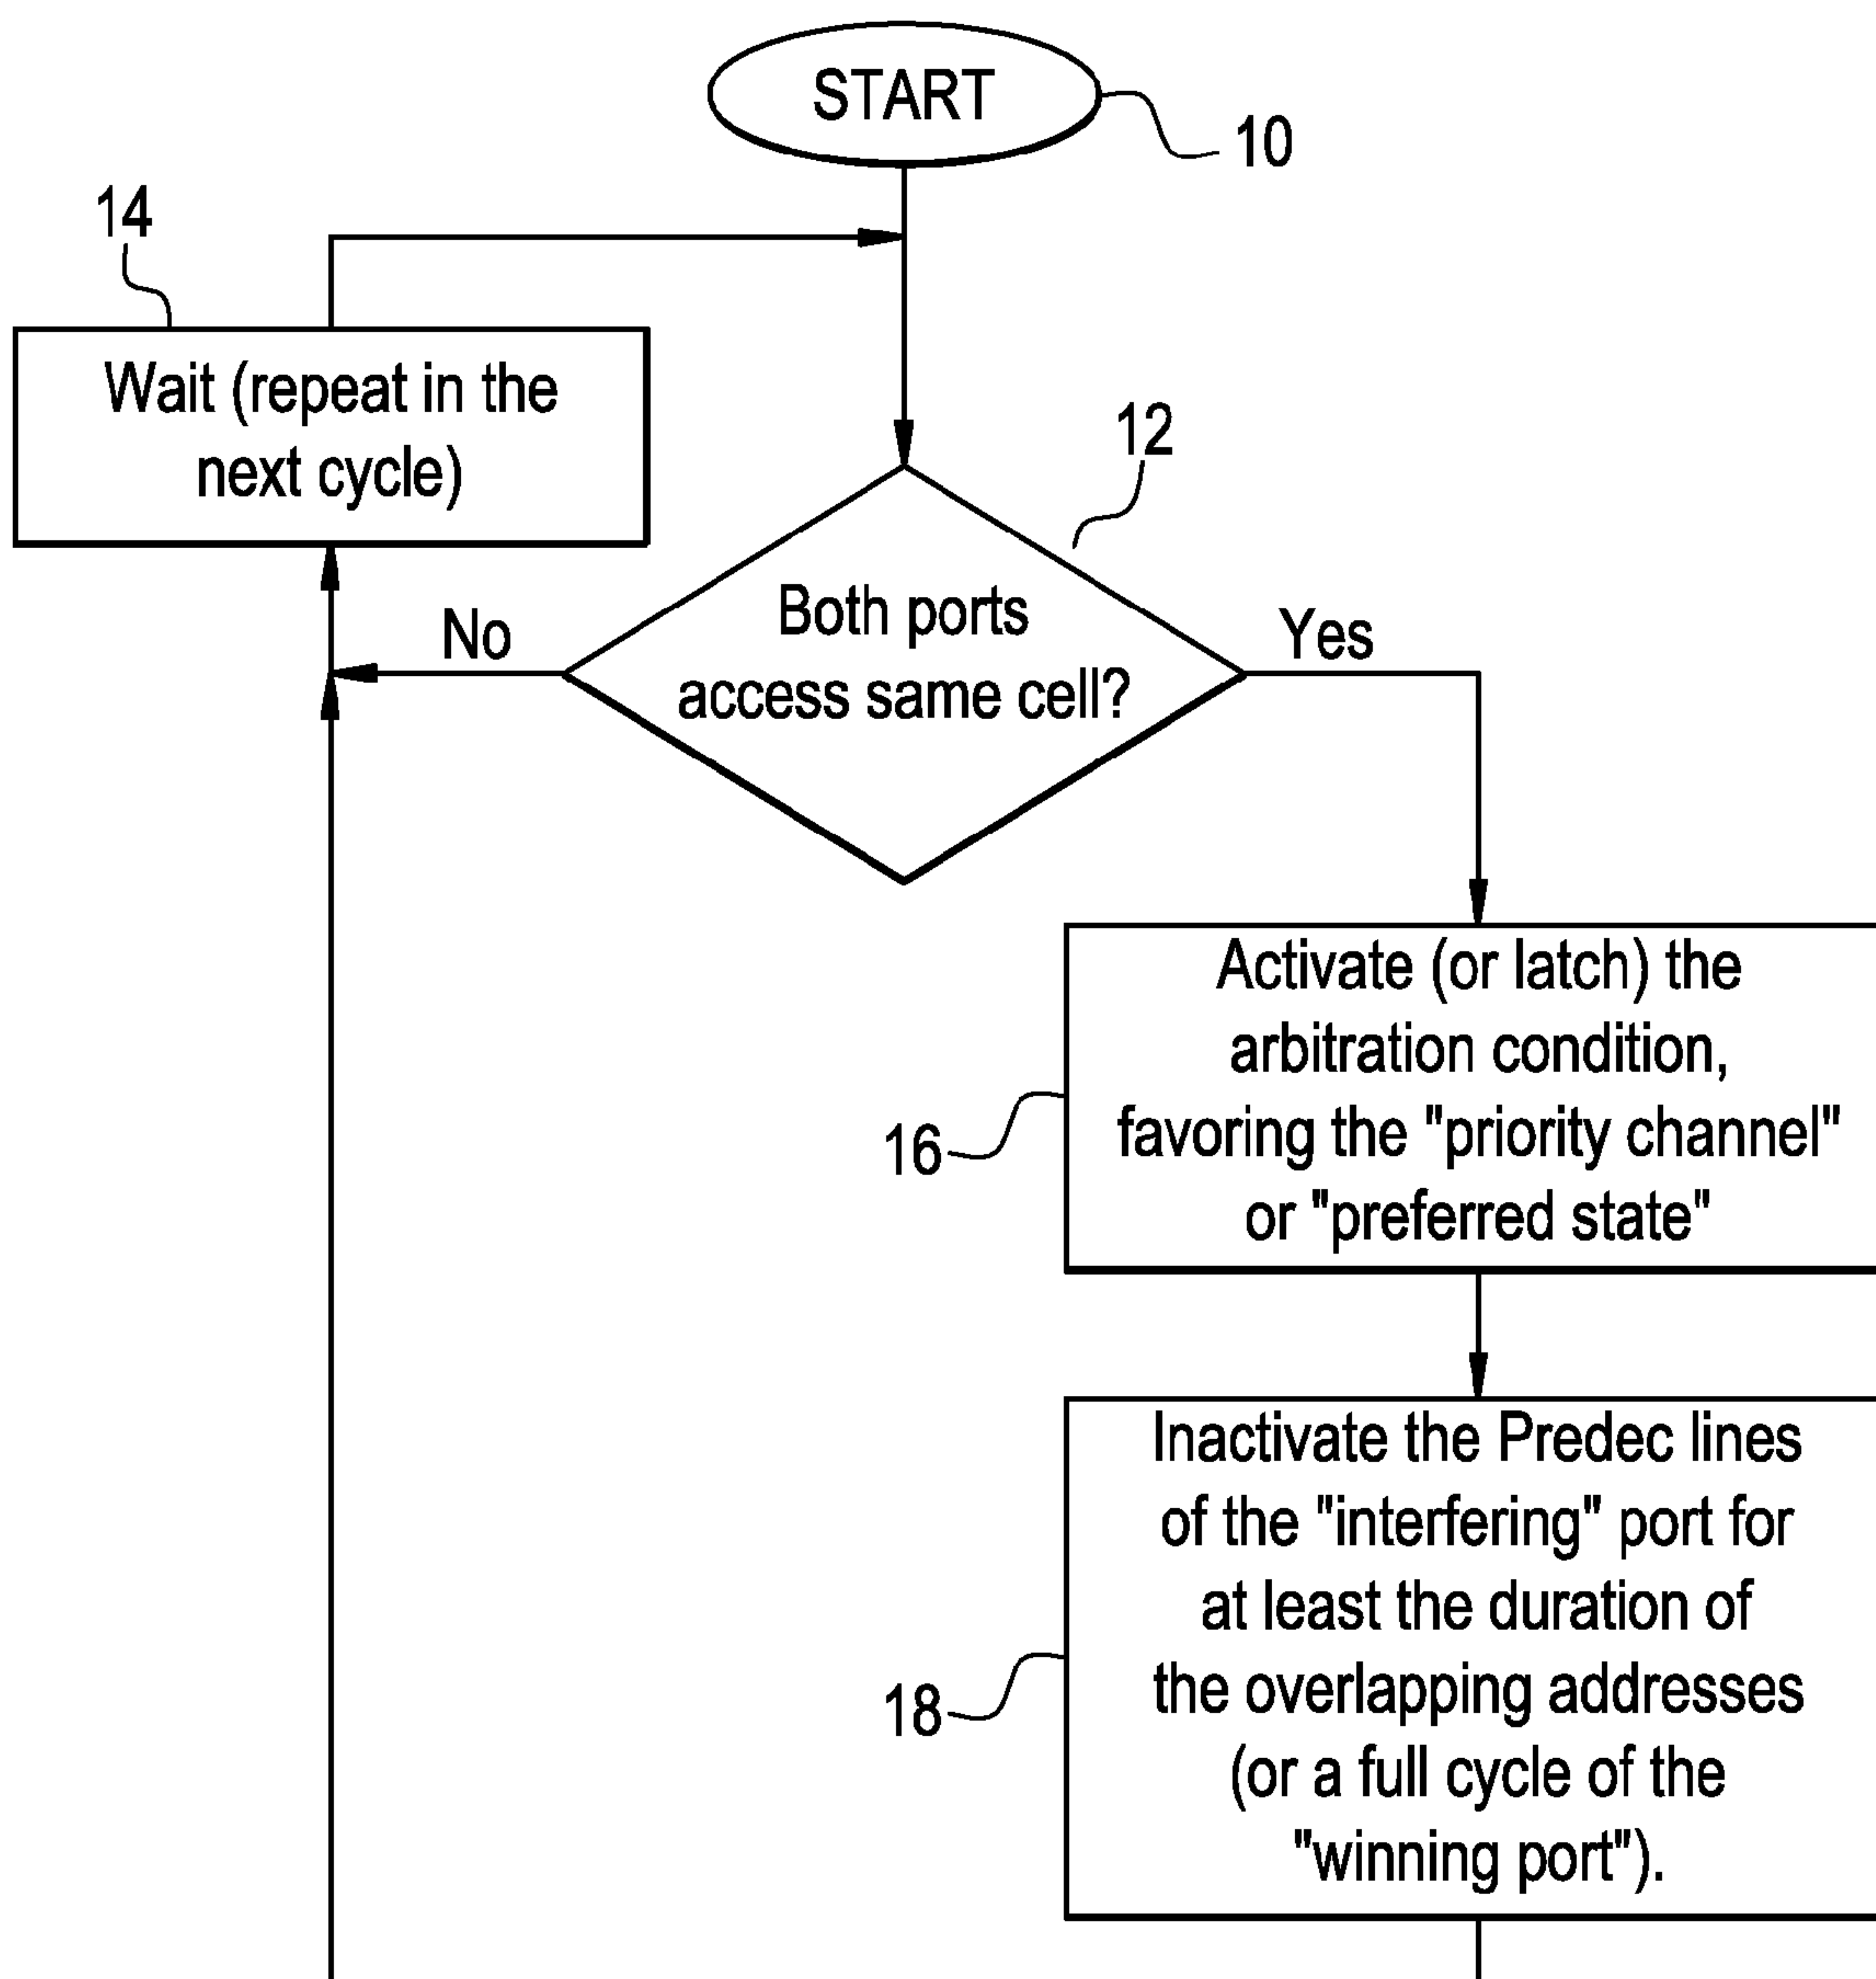 START
10
14
Wait (repeat in the
next cycle)
12
Both ports
access same cell?
No
Yes
Activate (or latch) the
arbitration condition,
favoring the "priority channel"
or "preferred state"
16
Inactivate the Predec lines
of the "interfering" port for
at least the duration of
the overlapping addresses
(or a full cycle of the
"winning port").
18